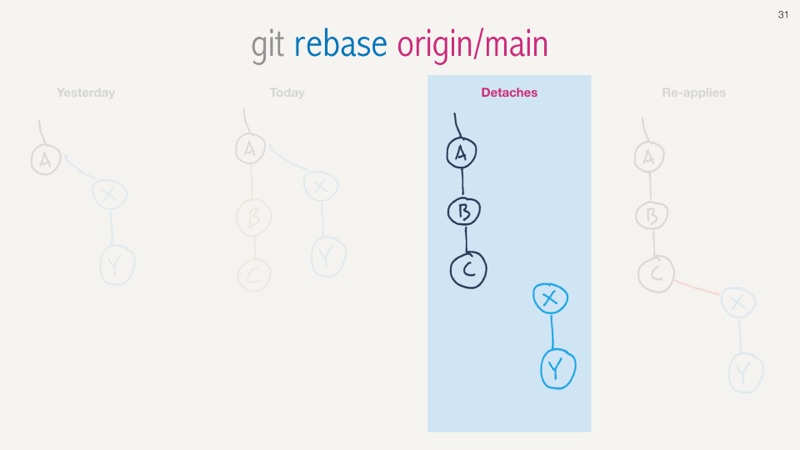 31
git rebase origin/main
Yesterday
A
X
Y
Today
A
X
B
Y
C
Detaches
A
B
C
X
Y
Re-applies
A
B
C
X
Y